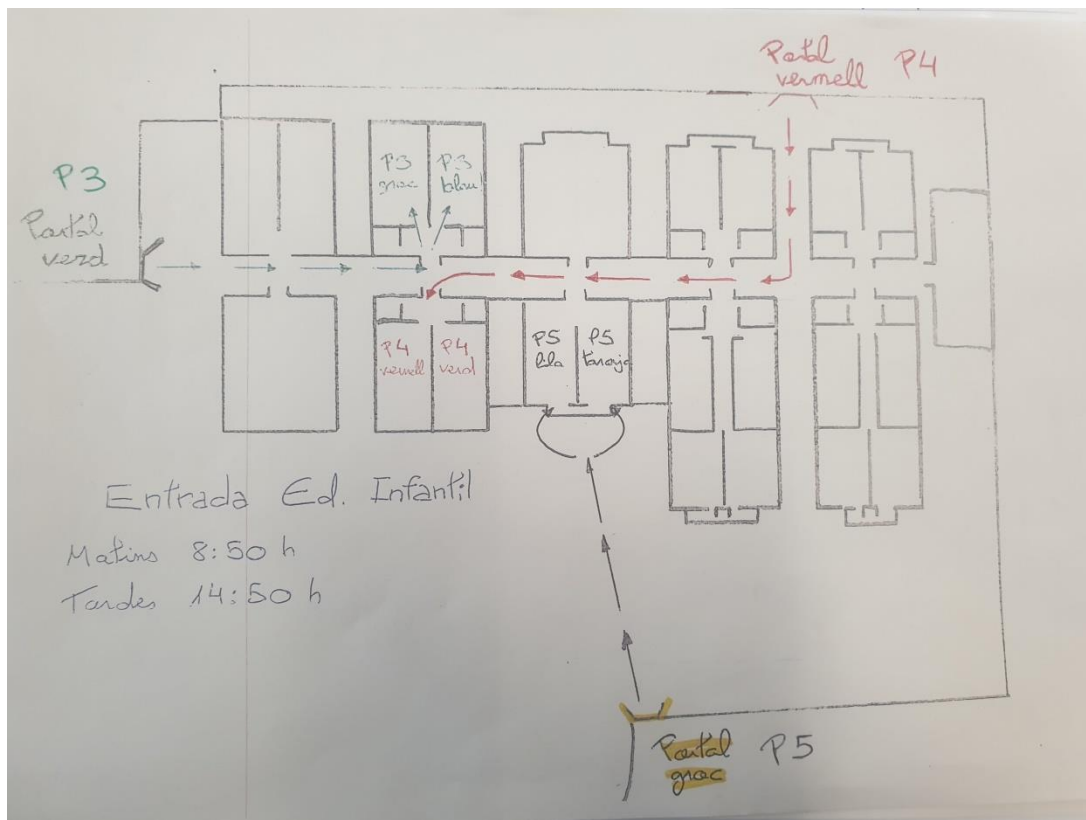 Portal P4
vermell
P3
Portal
verd
P3 P3
groc blau
P4 P4
vermell verd
P5 P5
lila taronja
Entrada Ed. Infantil
Matins 8:50 h
Tardes 14:50 h
Portal P5
groc